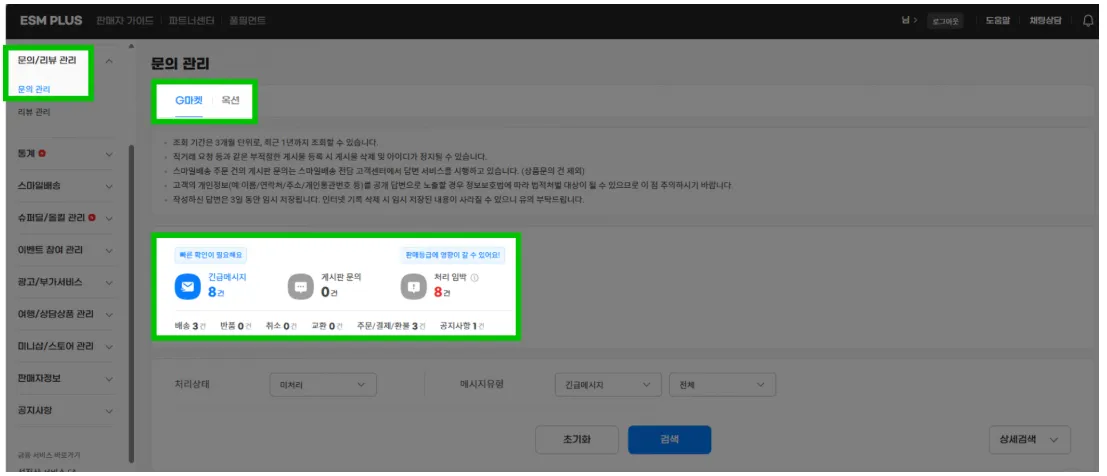 ESM PLUS 판매자 가이드 파트너센터 풀필먼트
님 > 로그아웃 도움말 채팅상담
문의/리뷰 관리
문의 관리
리뷰 관리
통계
스마일배송
슈퍼딜/올킬 관리
이벤트 참여 관리
광고/부가서비스
여행/상담상품 관리
미니샵/스토어 관리
판매자정보
공지사항
금융 서비스 바로가기
문의 관리
G마켓 옥션
· 조회 기간은 3개월 단위로, 최근 1년까지 조회할 수 있습니다.
· 직거래 요청 등과 같은 부적절한 게시물 등록 시 게시물 삭제 및 아이디가 정지될 수 있습니다.
· 스마일배송 주문 건의 게시판 문의는 스마일배송 전담 고객센터에서 답변 서비스를 시행하고 있습니다. (상품문의 건 제외)
· 고객의 개인정보(예 이름/연락처/주소/개인통관번호 등)를 공개 답변으로 노출할 경우 정보보호법에 따라 법적처벌 대상이 될 수 있으므로 이 점 주의하시기 바랍니다.
· 작성하신 답변은 3일 동안 임시 저장됩니다. 인터넷 기록 삭제 시 임시 저장된 내용이 사라질 수 있으니 유의 부탁드립니다.
빠른 확인이 필요해요 판매등급에 영향이 갈 수 있어요!
긴급메시지 게시판 문의 처리 임박
8건 0건 8건
배송 3건 반품 0건 취소 0건 교환 0건 주문/결제/환불 3건 공지사항 1건
처리상태 미처리 메시지유형 긴급메시지 전체
초기화 검색 상세검색